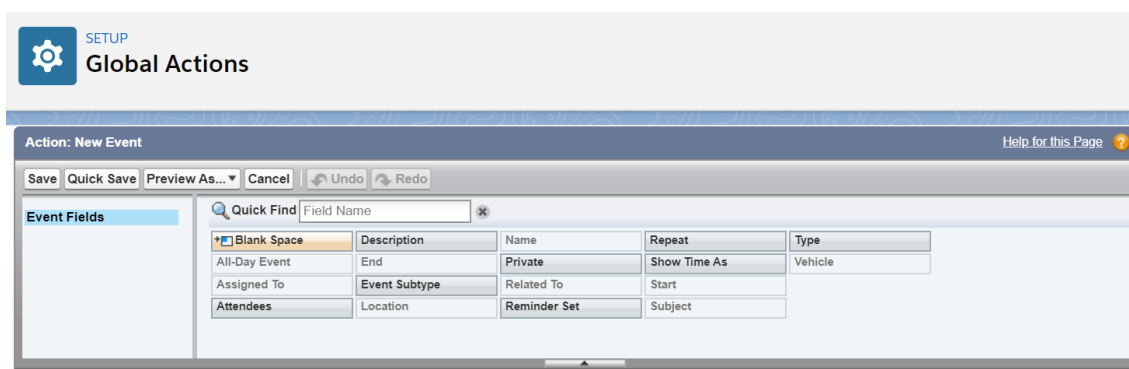 SETUP
Global Actions
Action: New Event
Help for this Page ?
Save Quick Save Preview As... Cancel Undo Redo
Event Fields
Quick Find Field Name
Blank Space Description Name Repeat Type
All-Day Event End Private Show Time As Vehicle
Assigned To Event Subtype Related To Start
Attendees Location Reminder Set Subject